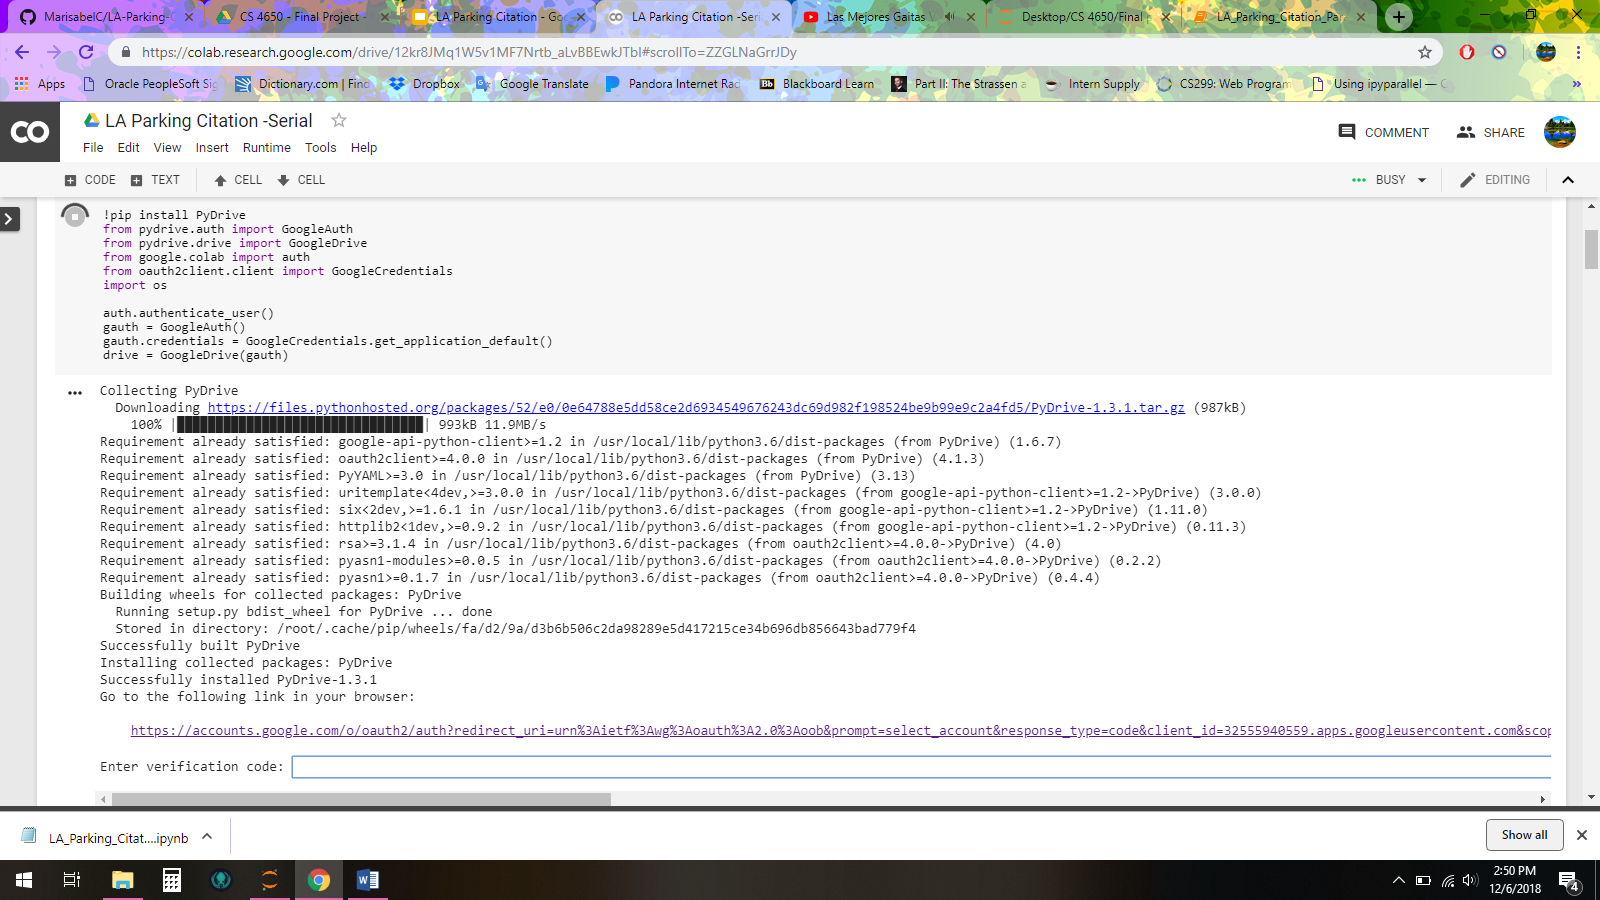 MarisabelC/LA-Parking-C
CS 4650 - Final Project -
LA Parking Citation - Goo
LA Parking Citation -Seri
Las Mejores Gaitas V
Desktop/CS 4650/Final
LA_Parking_Citation_Par
https://colab.research.google.com/drive/12kr8JMq1W5v1MF7Nrtb_aLvBBEwkJTbl#scrollTo=ZZGLNaGrrJDy
Apps
Oracle PeopleSoft Sig
Dictionary.com | Find
Dropbox
Google Translate
Pandora Internet Rad
Blackboard Learn
Part II: The Strassen a
Intern Supply
CS299: Web Program
Using ipyparallel —
CO
LA Parking Citation -Serial
COMMENT
SHARE
File Edit View Insert Runtime Tools Help
CODE TEXT CELL CELL
BUSY
EDITING
!pip install PyDrive
from pydrive.auth import GoogleAuth
from pydrive.drive import GoogleDrive
from google.colab import auth
from oauth2client.client import GoogleCredentials
import os
auth.authenticate_user()
gauth = GoogleAuth()
gauth.credentials = GoogleCredentials.get_application_default()
drive = GoogleDrive(gauth)
Collecting PyDrive
Downloading https://files.pythonhosted.org/packages/52/e0/0e64788e5dd58ce2d6934549676243dc69d982f198524be9b99e9c2a4fd5/PyDrive-1.3.1.tar.gz (987kB)
100% |████████████████████████████████| 993kB 11.9MB/s
Requirement already satisfied: google-api-python-client>=1.2 in /usr/local/lib/python3.6/dist-packages (from PyDrive) (1.6.7)
Requirement already satisfied: oauth2client>=4.0.0 in /usr/local/lib/python3.6/dist-packages (from PyDrive) (4.1.3)
Requirement already satisfied: PyYAML>=3.0 in /usr/local/lib/python3.6/dist-packages (from PyDrive) (3.13)
Requirement already satisfied: uritemplate<4dev,>=3.0.0 in /usr/local/lib/python3.6/dist-packages (from google-api-python-client>=1.2->PyDrive) (3.0.0)
Requirement already satisfied: six<2dev,>=1.6.1 in /usr/local/lib/python3.6/dist-packages (from google-api-python-client>=1.2->PyDrive) (1.11.0)
Requirement already satisfied: httplib2<1dev,>=0.9.2 in /usr/local/lib/python3.6/dist-packages (from google-api-python-client>=1.2->PyDrive) (0.11.3)
Requirement already satisfied: rsa>=3.1.4 in /usr/local/lib/python3.6/dist-packages (from oauth2client>=4.0.0->PyDrive) (4.0)
Requirement already satisfied: pyasn1-modules>=0.0.5 in /usr/local/lib/python3.6/dist-packages (from oauth2client>=4.0.0->PyDrive) (0.2.2)
Requirement already satisfied: pyasn1>=0.1.7 in /usr/local/lib/python3.6/dist-packages (from oauth2client>=4.0.0->PyDrive) (0.4.4)
Building wheels for collected packages: PyDrive
Running setup.py bdist_wheel for PyDrive ... done
Stored in directory: /root/.cache/pip/wheels/fa/d2/9a/d3b6b506c2da98289e5d417215ce34b696db856643bad779f4
Successfully built PyDrive
Installing collected packages: PyDrive
Successfully installed PyDrive-1.3.1
Go to the following link in your browser:
https://accounts.google.com/o/oauth2/auth?redirect_uri=urn%3Aietf%3Awg%3Aoauth%3A2.0%3Aoob&prompt=select_account&response_type=code&client_id=32555940559.apps.googleusercontent.com&scop
Enter verification code:
LA_Parking_Citat....ipynb
Show all
2:50 PM
12/6/2018
4